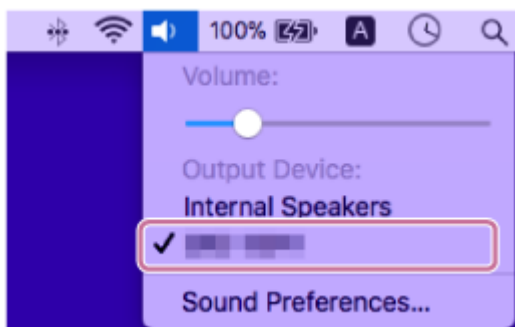 100% A
Volume:
Output Device:
Internal Speakers
Sound Preferences...